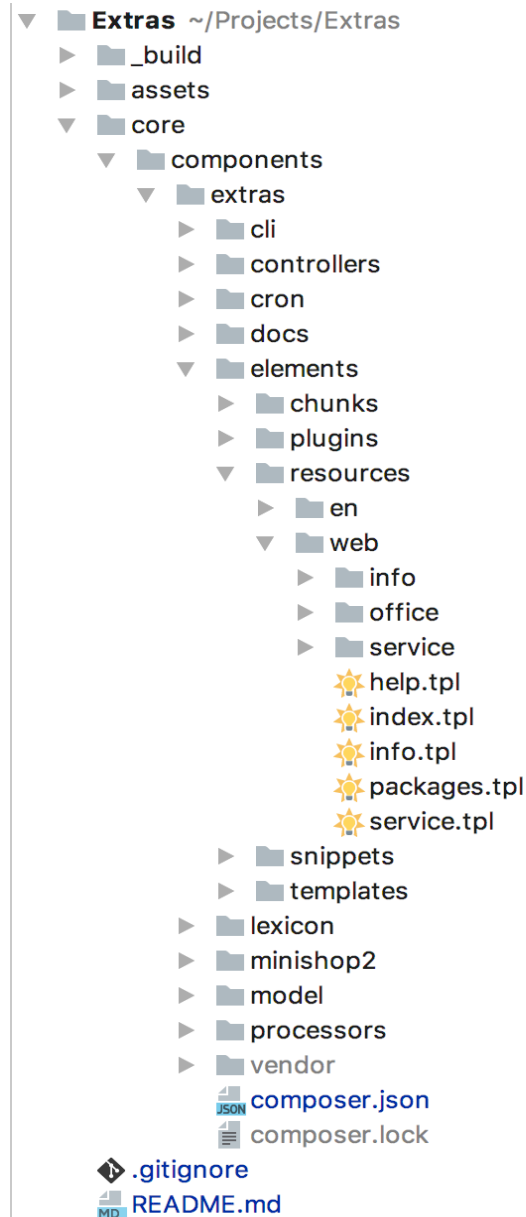 Extras ~/Projects/Extras
_build
assets
core
components
extras
cli
controllers
cron
docs
elements
chunks
plugins
resources
en
web
info
office
service
help.tpl
index.tpl
info.tpl
packages.tpl
service.tpl
snippets
templates
lexicon
minishop2
model
processors
vendor
JSON composer.json
composer.lock
.gitignore
MD README.md